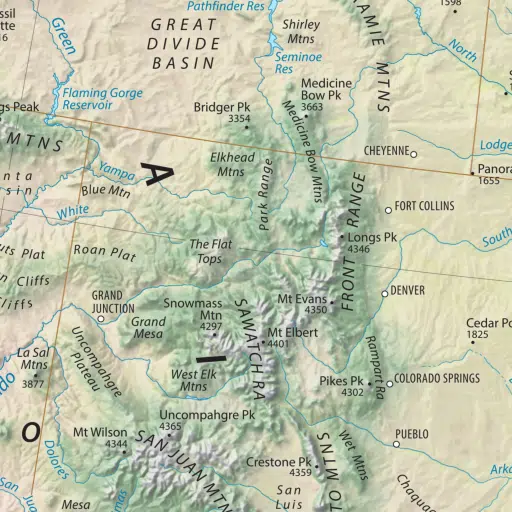 Pathfinder Res
1598
GREAT
DIVIDE
BASIN
Shirley
Mtns
AMIE MTNS
Green
North
Seminoe
Res
Flaming Gorge
Reservoir
Medicine
Bow Pk
3663
gs Peak
Bridger Pk
3354
MTNS
Medicine Bow Mtns
CHEYENNE
Lodge
Elkhead
Mtns
Yampa
A
Panora
1655
Blue Mtn
Park Range
FRONT RANGE
White
FORT COLLINS
The Flat
Tops
Longs Pk
4346
South
Roan Plat
uts Plat
n Cliffs
Cliffs
GRAND
JUNCTION
Snowmass
Mtn
4297
SAWATCH RA
Mt Evans
4350
DENVER
Grand
Mesa
Mt Elbert
4401
Rampart Ra
Cedar Po
1825
La Sal
Mtns
3877
Uncompahgre
Plateau
I
West Elk
Mtns
Pikes Pk
4302
COLORADO SPRINGS
do
Uncompahgre Pk
4365
O
Mt Wilson
4344
SAN JUAN MTN
Wet Mtns
PUEBLO
Dolores
Crestone Pk
4359
TO MTNS
Arka
San Jua
Mesa
mas
San
Luis
Chaqua